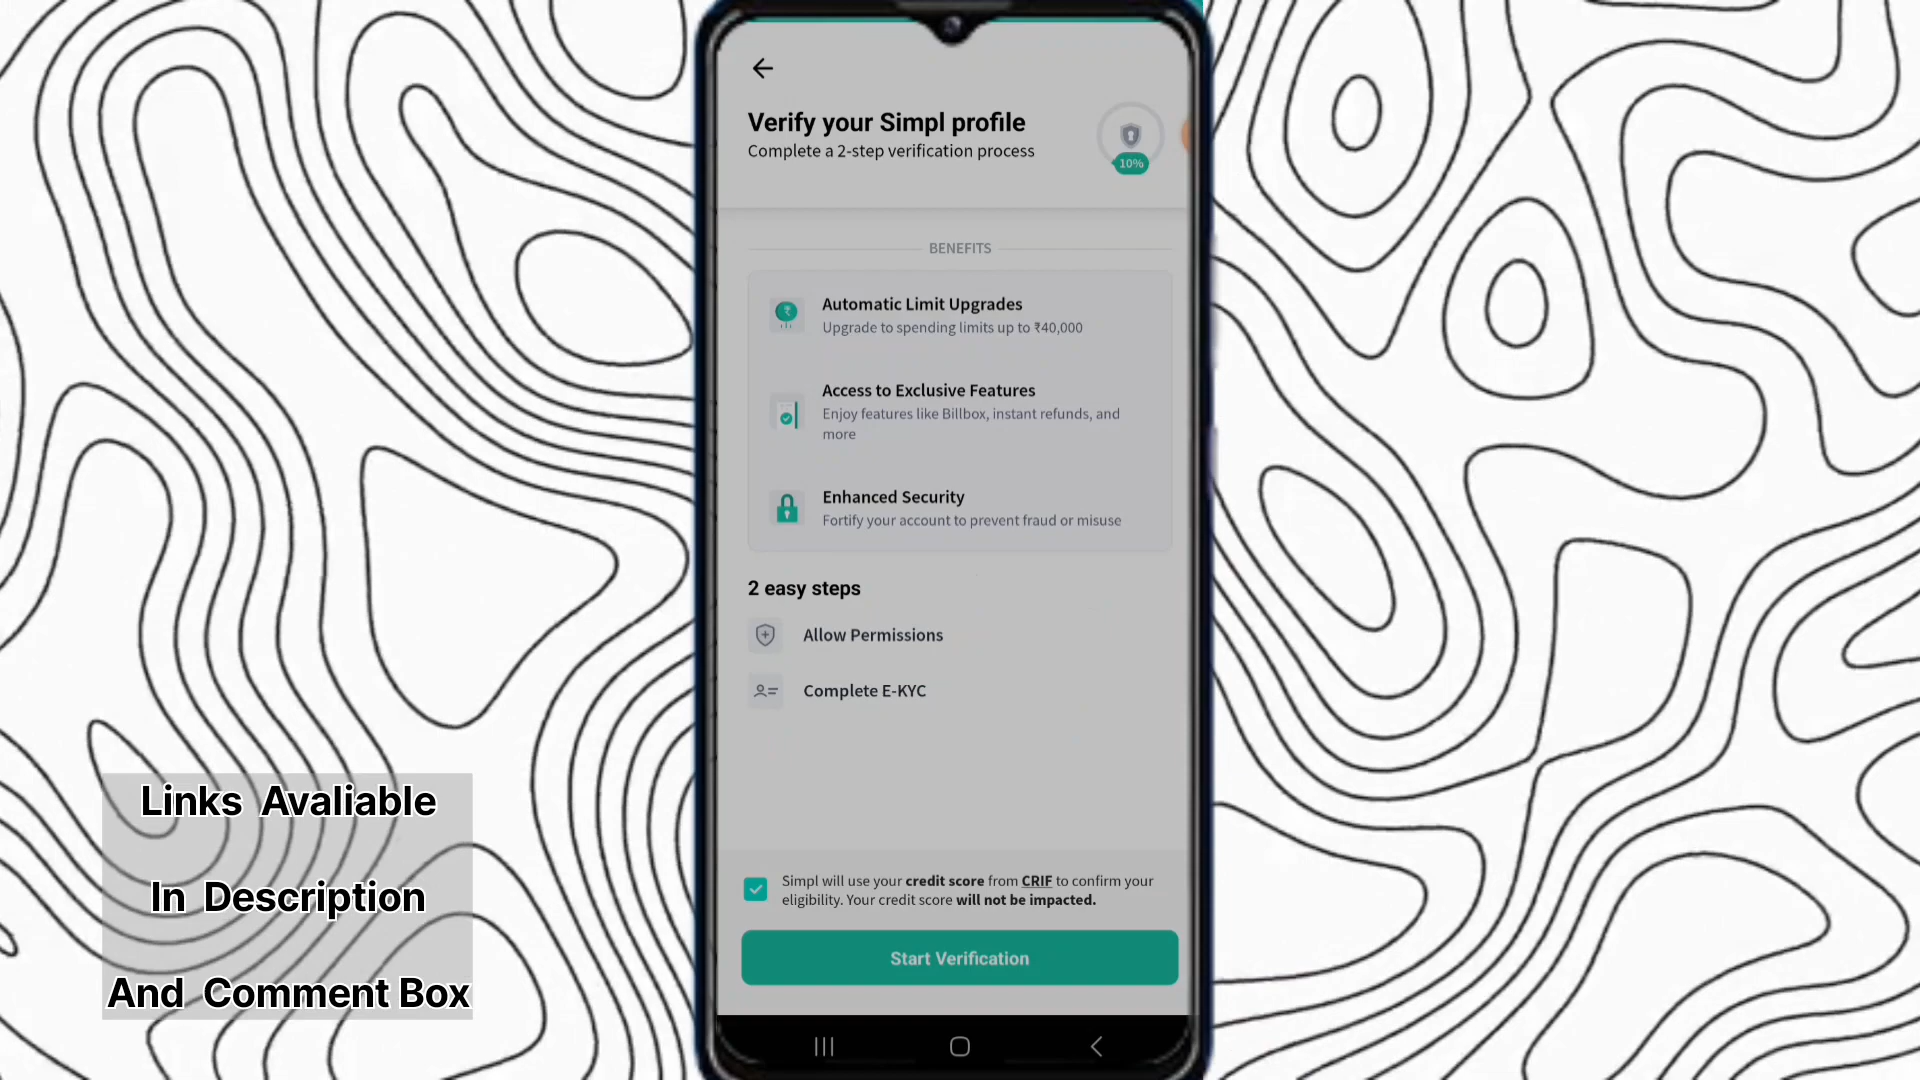 Verify your Simpl profile
Complete a 2-step verification process
10%
BENEFITS
Automatic Limit Upgrades
Upgrade to spending limits up to ₹40,000
Access to Exclusive Features
Enjoy features like Billbox, instant refunds, and
more
Enhanced Security
Fortify your account to prevent fraud or misuse
2 easy steps
Allow Permissions
Complete E-KYC
Simpl will use your credit score from CRIF to confirm your
eligibility. Your credit score will not be impacted.
Start Verification
Links Avaliable
In Description
And Comment Box